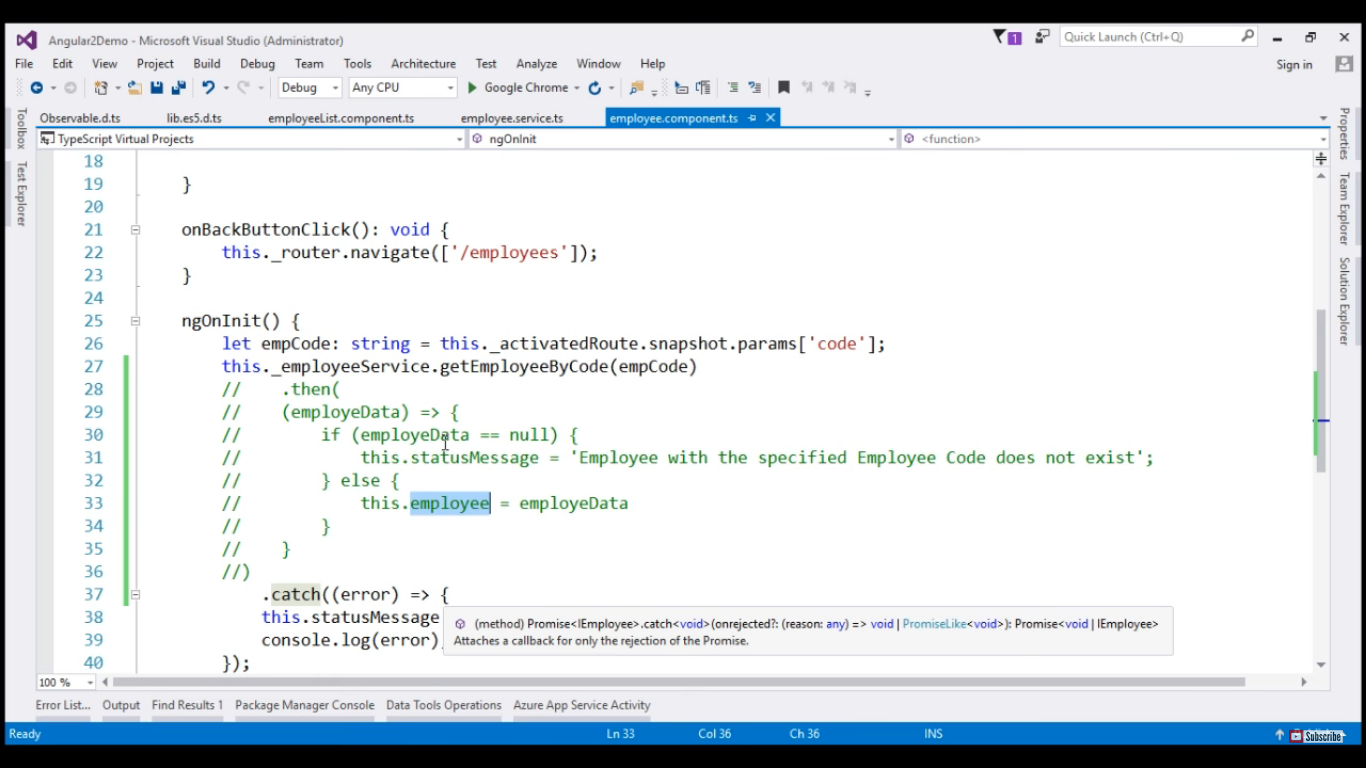 Angular2Demo - Microsoft Visual Studio (Administrator)
1
Quick Launch (Ctrl+Q)
File Edit View Project Build Debug Team Tools Architecture Test Analyze Window Help
Sign in
Debug Any CPU Google Chrome
Observable.d.ts lib.es5.d.ts employeeList.component.ts employee.service.ts employee.component.ts
TypeScript Virtual Projects ngOnInit <function>
Toolbox
Test Explorer
Properties
Team Explorer
Solution Explorer
18
19 }
20
21 onBackButtonClick(): void {
22 this._router.navigate(['/employees']);
23 }
24
25 ngOnInit() {
26 let empCode: string = this._activatedRoute.snapshot.params['code'];
27 this._employeeService.getEmployeeByCode(empCode)
28 // .then(
29 // (employeData) => {
30 // if (employeData == null) {
31 // this.statusMessage = 'Employee with the specified Employee Code does not exist';
32 // } else {
33 // this.employee = employeData
34 // }
35 // }
36 //)
37 .catch((error) => {
38 this.statusMessage
(method) Promise<IEmployee>.catch<void>(onrejected?: (reason: any) => void | PromiseLike<void>): Promise<void | IEmployee>
39 console.log(error)
Attaches a callback for only the rejection of the Promise.
40 });
100 %
Error List... Output Find Results 1 Package Manager Console Data Tools Operations Azure App Service Activity
Ready Ln 33 Col 36 Ch 36 INS
Subscribe